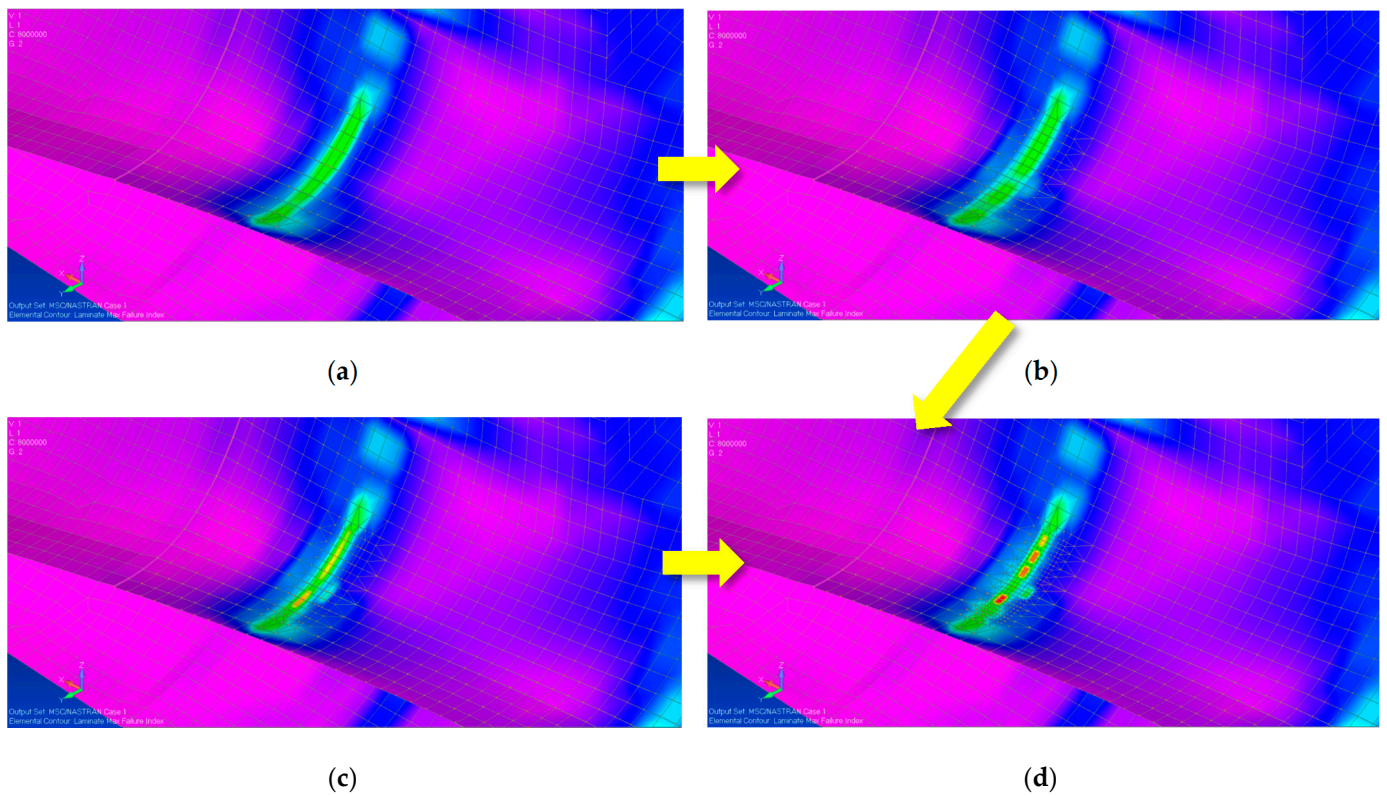 V: 1
L: 1
C: 8000000
G: 2
X
Z
Y
Output Set: MSC/NASTRAN Case 1
Elemental Contour: Laminate Max Failure Index
(a)
V: 1
L: 1
C: 8000000
G: 2
X
Z
Y
Output Set: MSC/NASTRAN Case 1
Elemental Contour: Laminate Max Failure Index
(b)
V: 1
L: 1
C: 8000000
G: 2
X
Z
Y
Output Set: MSC/NASTRAN Case 1
Elemental Contour: Laminate Max Failure Index
(c)
V: 1
L: 1
C: 8000000
G: 2
X
Z
Y
Output Set: MSC/NASTRAN Case 1
Elemental Contour: Laminate Max Failure Index
(d)